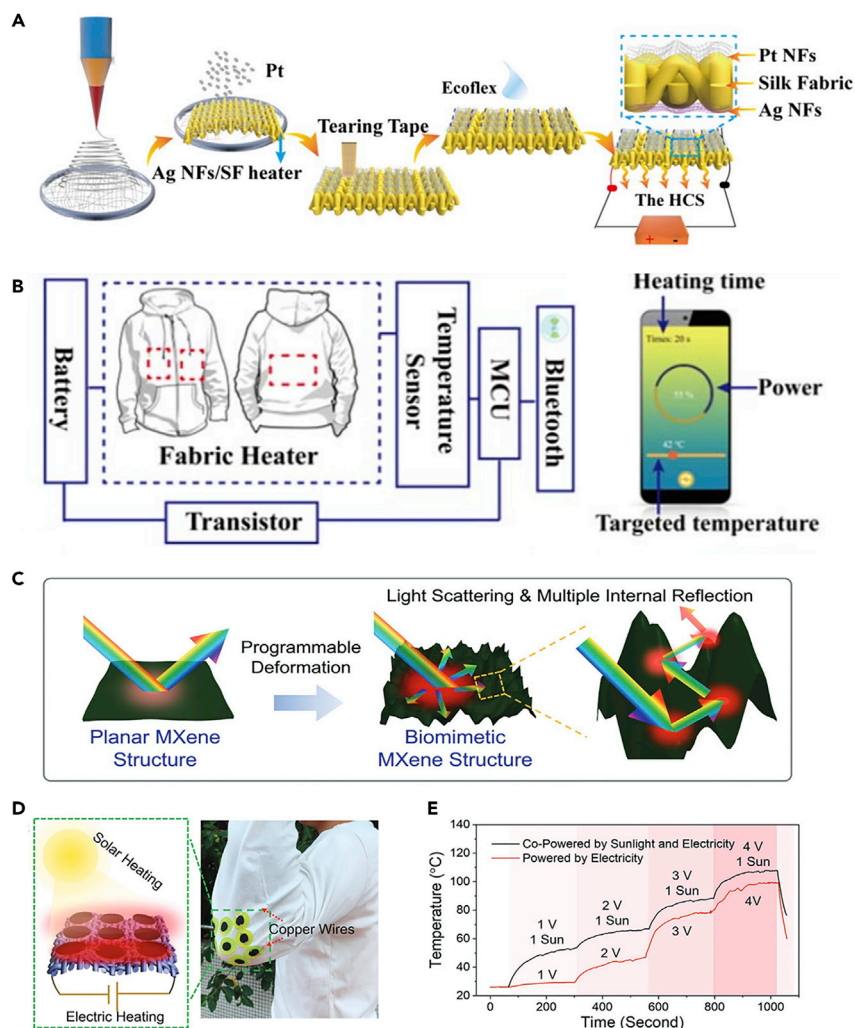 A
Pt
Ag NFs/SF heater
Tearing Tape
Ecoflex
Pt NFs
Silk Fabric
Ag NFs
The HCS
+ -
B
Battery
Fabric Heater
Temperature
Sensor
MCU
Bluetooth
Transistor
Heating time
Times: 20 s
Power
55 %
42 °C
Targeted temperature
C
Light Scattering & Multiple Internal Reflection
Programmable
Deformation
Planar MXene
Structure
Biomimetic
MXene Structure
D
Solar Heating
Electric Heating
Copper Wires
E
Temperature (°C)
140
120
100
80
60
40
20
Co-Powered by Sunlight and Electricity
Powered by Electricity
1 V
1 Sun
2 V
1 Sun
3 V
1 Sun
4 V
1 Sun
1 V
2 V
3 V
4V
0 200 400 600 800 1000
Time (Second)